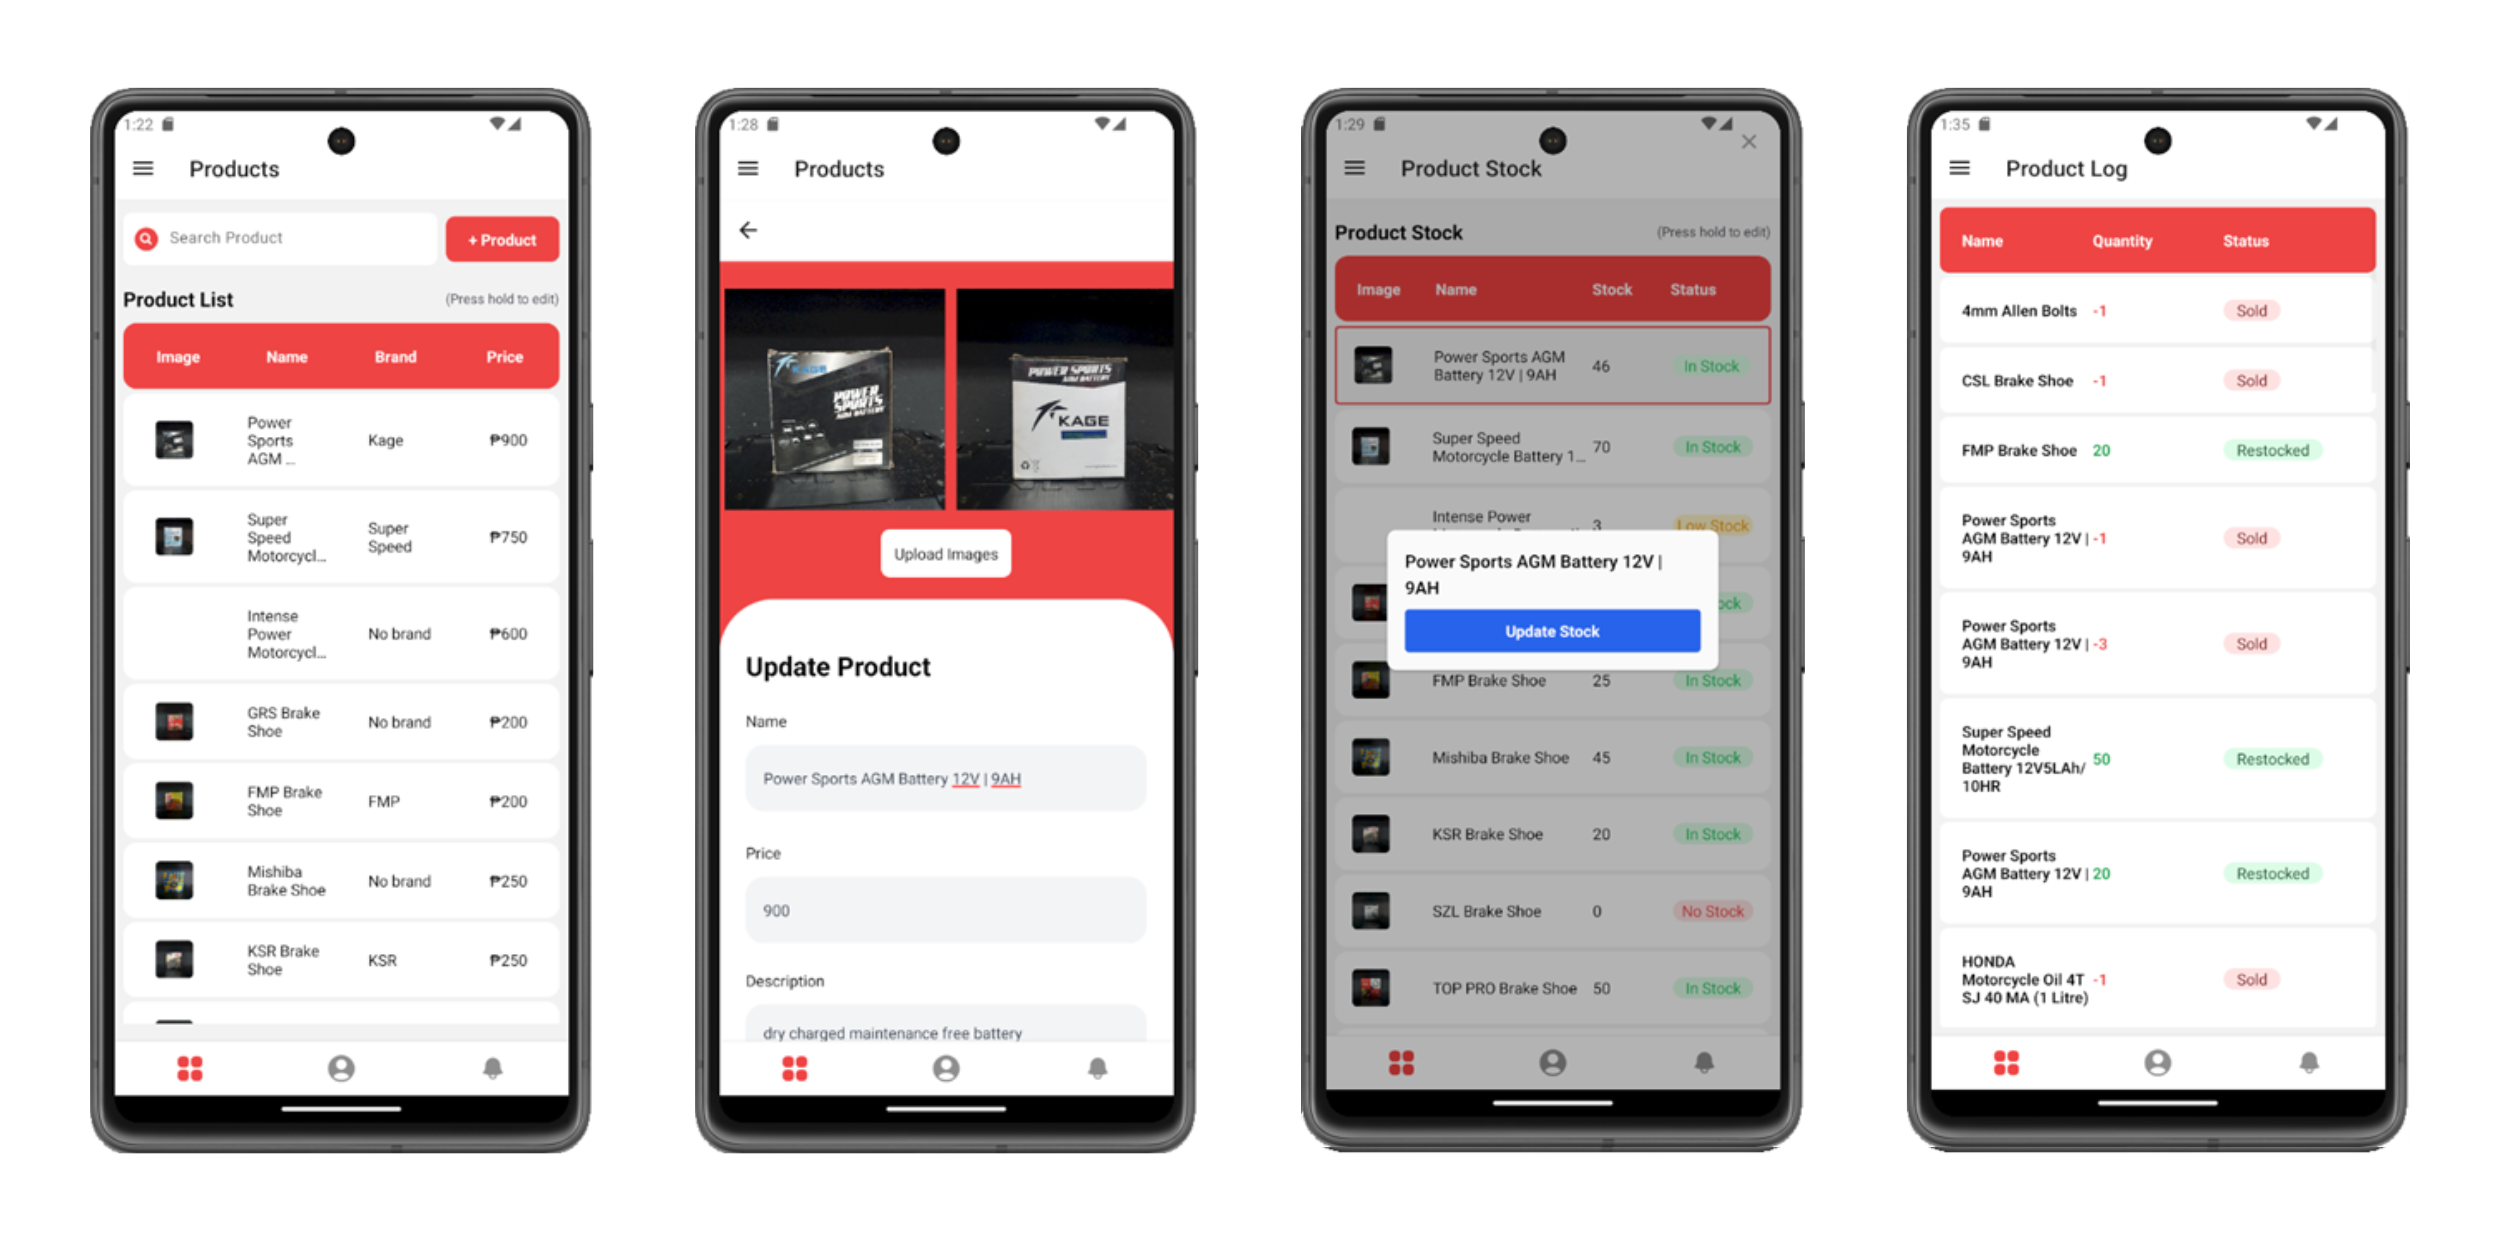 1:22
Products
Search Product
+ Product
Product List
(Press hold to edit)
Image Name Brand Price
Power
Sports
AGM ...
Kage
₱900
Super
Speed
Motorcycl...
Super
Speed
₱750
Intense
Power
Motorcycl...
No brand
₱600
GRS Brake
Shoe
No brand
₱200
FMP Brake
Shoe
FMP
₱200
Mishiba
Brake Shoe
No brand
₱250
KSR Brake
Shoe
KSR
₱250
1:28
Products
KAGE
POWER
SPORTS
AGM BATTERY
POWER SPORTS
AGM BATTERY
KAGE
Upload Images
Update Product
Name
Power Sports AGM Battery 12V | 9AH
Price
900
Description
dry charged maintenance free battery
1:29
Product Stock
Product Stock
(Press hold to edit)
Image Name Stock Status
Power Sports AGM
Battery 12V | 9AH
46
In Stock
Super Speed
Motorcycle Battery 1...
70
In Stock
Intense Power
3
Low Stock
Power Sports AGM Battery 12V |
9AH
Update Stock
FMP Brake Shoe 25 In Stock
Mishiba Brake Shoe 45 In Stock
KSR Brake Shoe 20 In Stock
SZL Brake Shoe 0 No Stock
TOP PRO Brake Shoe 50 In Stock
1:35
Product Log
Name Quantity Status
4mm Allen Bolts -1 Sold
CSL Brake Shoe -1 Sold
FMP Brake Shoe 20 Restocked
Power Sports
AGM Battery 12V |
9AH
-1
Sold
Power Sports
AGM Battery 12V |
9AH
-3
Sold
Super Speed
Motorcycle
Battery 12V5LAh/
10HR
50
Restocked
Power Sports
AGM Battery 12V |
9AH
20
Restocked
HONDA
Motorcycle Oil 4T
SJ 40 MA (1 Litre)
-1
Sold